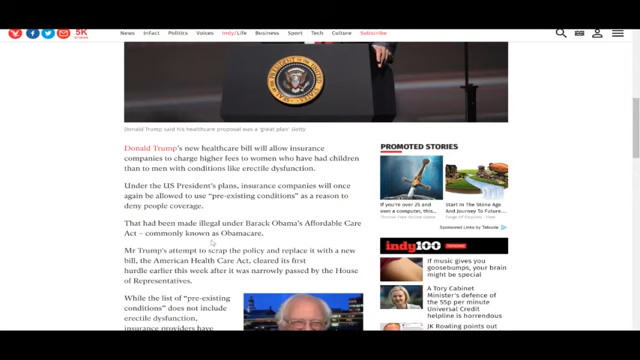 5K
News
InFact
Politics
Voices
Indy/Life
Business
Sport
Tech
Culture
Subscribe
Donald Trump said his healthcare proposal was a 'great plan' Getty
Donald Trump's new healthcare bill will allow insurance
companies to charge higher fees to women who have had children
than to men with conditions like erectile dysfunction.
Under the US President's plans, insurance companies will once
again be allowed to use "pre-existing conditions" as a reason to
deny people coverage.
That had been made illegal under Barack Obama's Affordable Care
Act – commonly known as Obamacare.
Mr Trump's attempt to scrap the policy and replace it with a new
bill, the American Health Care Act, cleared its first
hurdle earlier this week after it was narrowly passed by the House
of Representatives.
While the list of "pre-existing
conditions" does not include
erectile dysfunction,
insurance providers have
PROMOTED STORIES
If you're over 25 and
own a computer, this...
Start In The Stone Age
And Journey To Future...
Sponsored Links by Taboola
indy100
If music gives you
goosebumps, your brain
might be special
A Tory Cabinet
Minister's defence of
the 55p per minute
Universal Credit
helpline is horrendous
JK Rowling points out